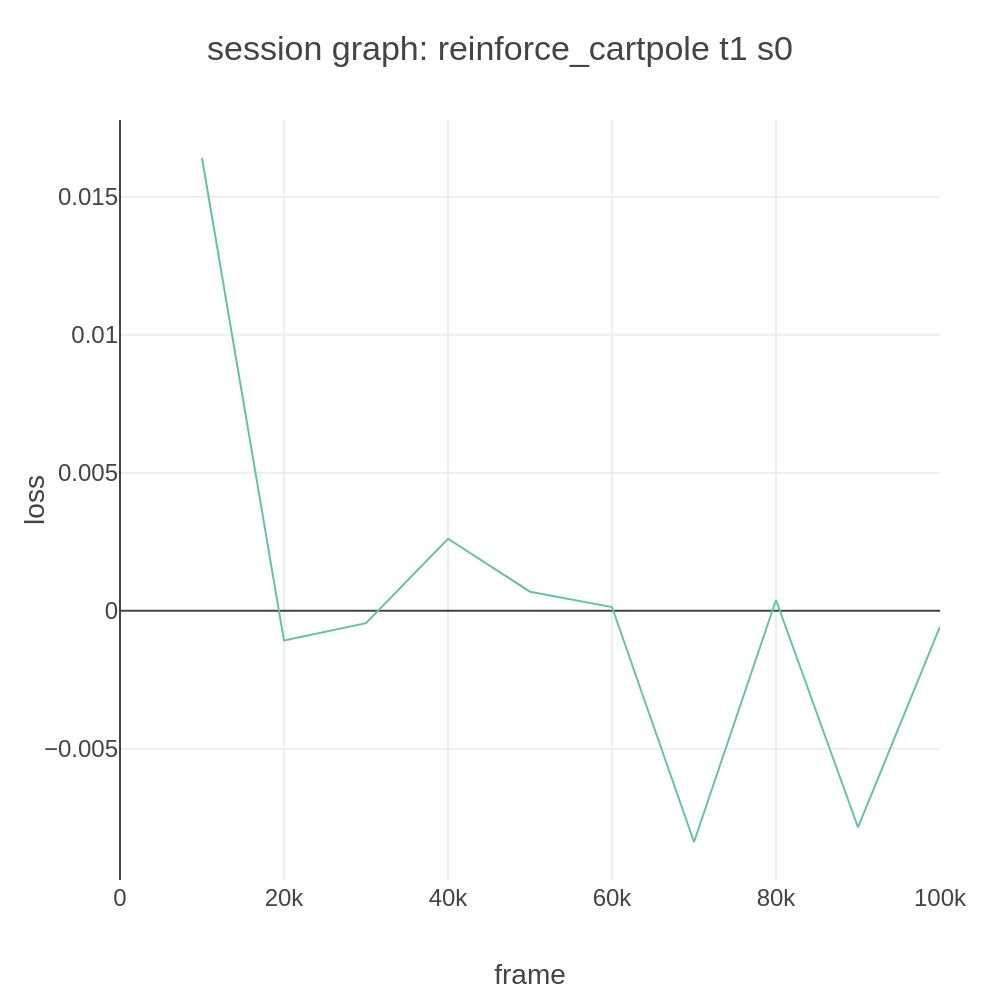 session graph: reinforce_cartpole t1 s0
0.015
0.01
0.005
0
−0.005
loss
0
20k
40k
60k
80k
100k
frame